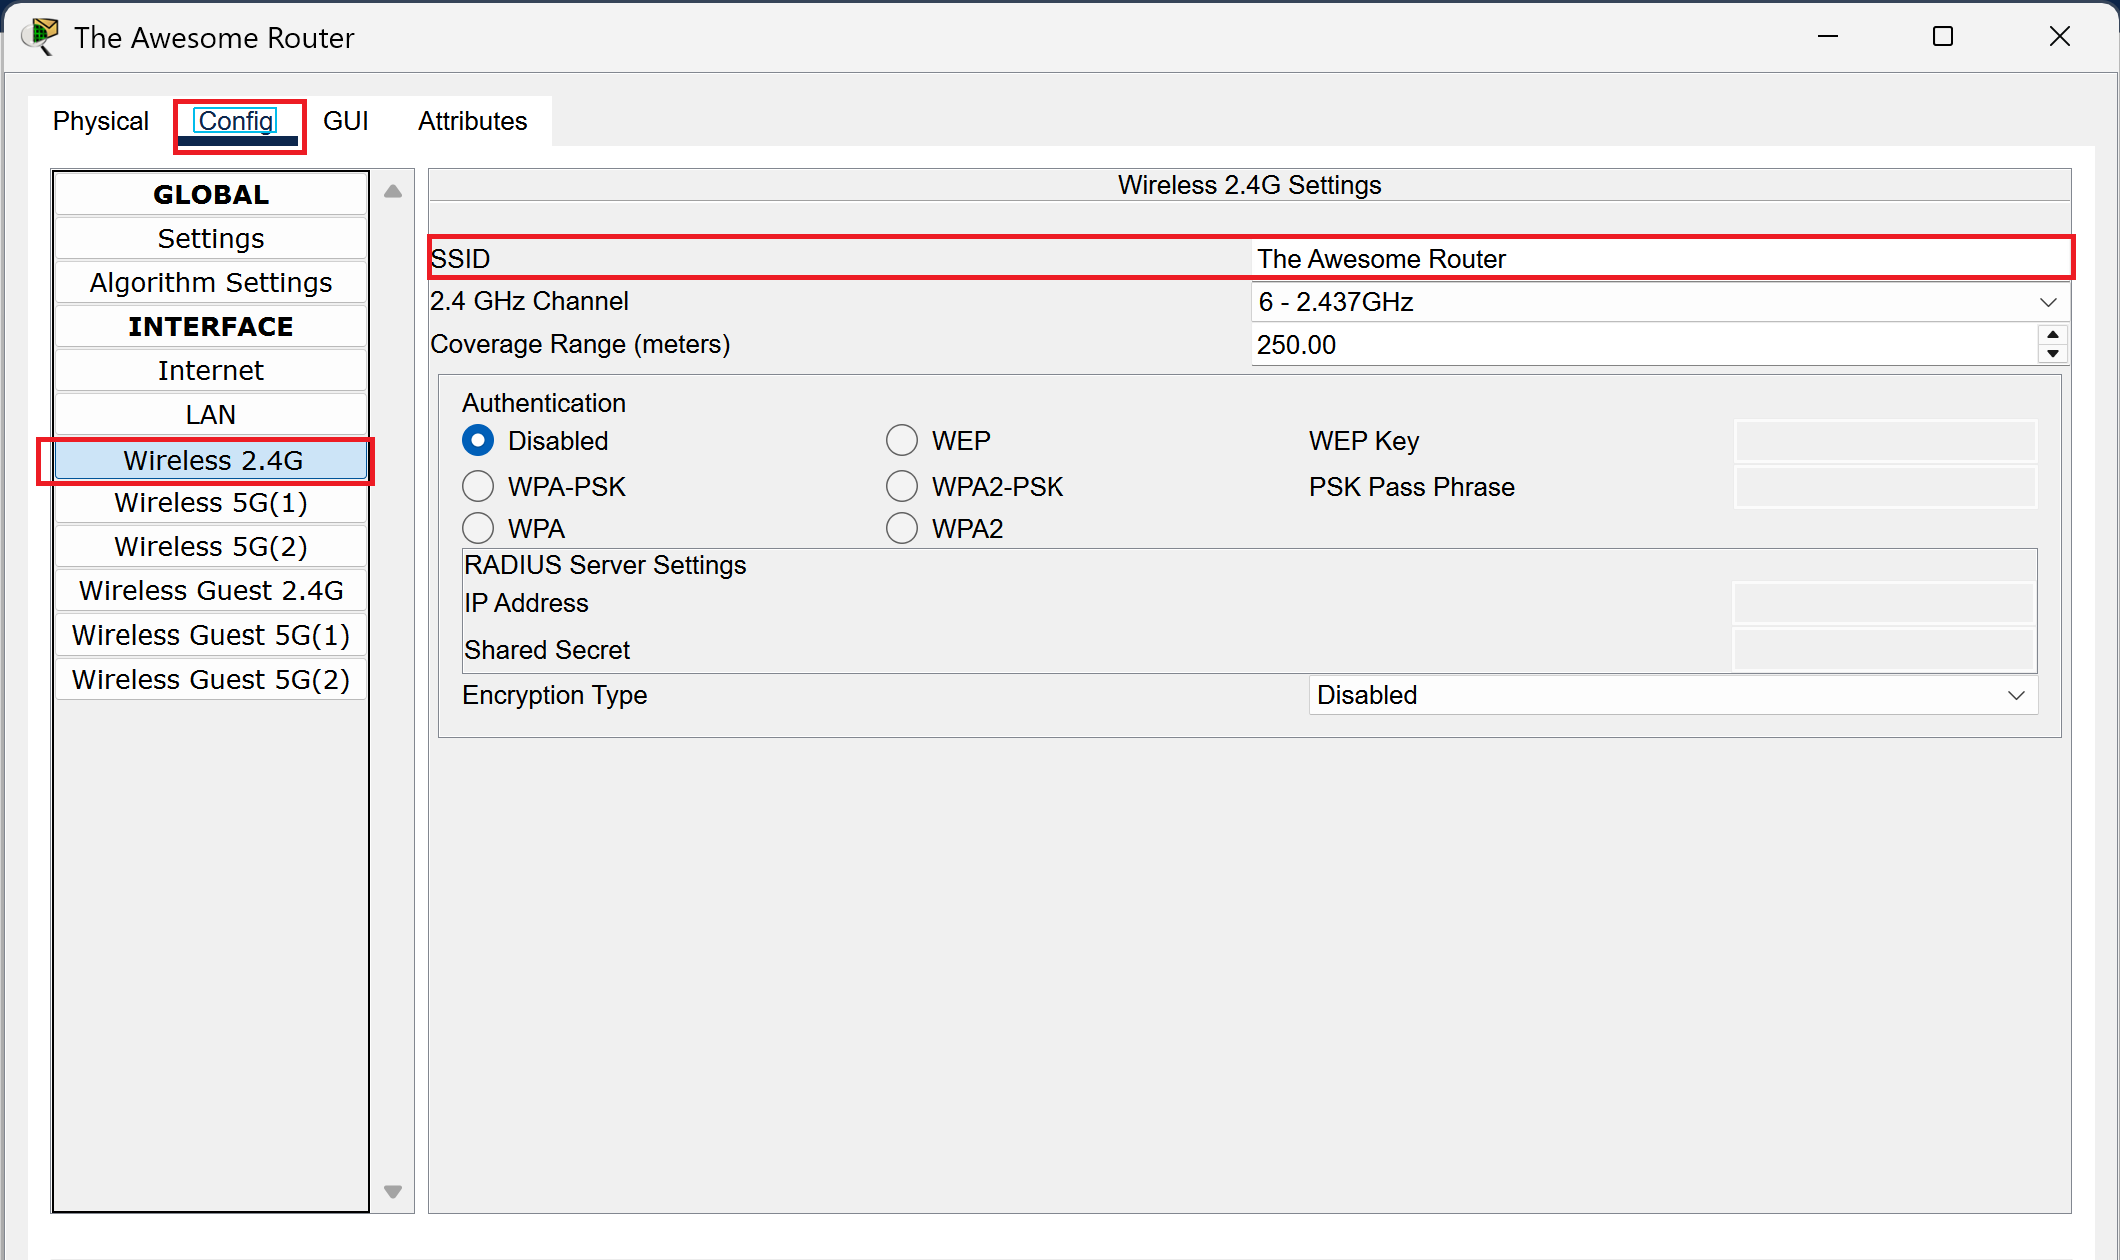 The Awesome Router
Physical Config GUI Attributes
GLOBAL
Settings
Algorithm Settings
INTERFACE
Internet
LAN
Wireless 2.4G
Wireless 5G(1)
Wireless 5G(2)
Wireless Guest 2.4G
Wireless Guest 5G(1)
Wireless Guest 5G(2)
Wireless 2.4G Settings
SSID The Awesome Router
2.4 GHz Channel 6 - 2.437GHz
Coverage Range (meters) 250.00
Authentication
Disabled WEP WEP Key
WPA-PSK WPA2-PSK PSK Pass Phrase
WPA WPA2
RADIUS Server Settings
IP Address
Shared Secret
Encryption Type Disabled